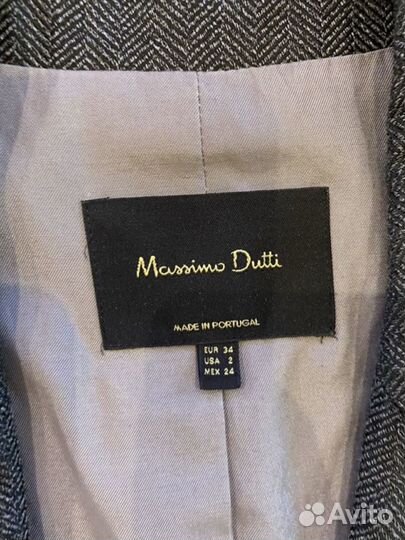 Massimo Dutti
MADE IN PORTUGAL
EUR 34
USA 2
MEX 24
Avito